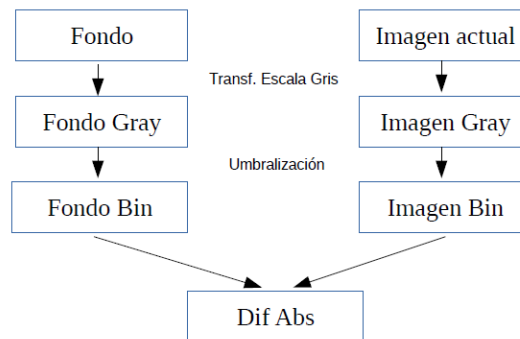 Fondo
Imagen actual
Transf. Escala Gris
Fondo Gray
Imagen Gray
Umbralización
Fondo Bin
Imagen Bin
Dif Abs